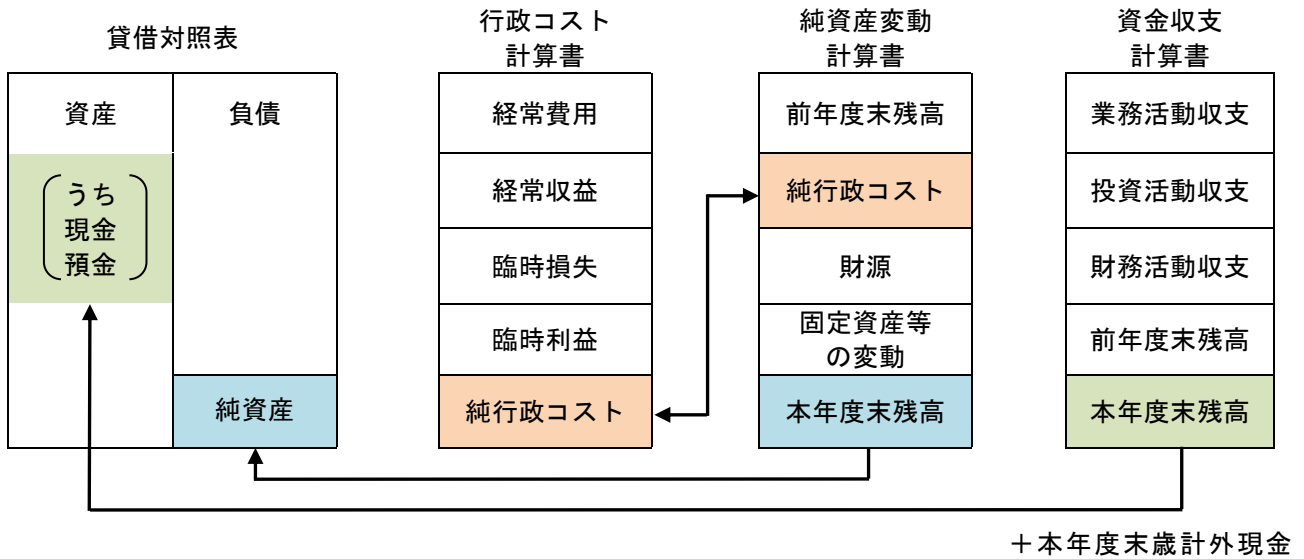 貸借対照表
資産
負債
うち
現金
預金
純資産
行政コスト
計算書
経常費用
経常収益
臨時損失
臨時利益
純行政コスト
純資産変動
計算書
前年度末残高
純行政コスト
財源
固定資産等
の変動
本年度末残高
資金収支
計算書
業務活動収支
投資活動収支
財務活動収支
前年度末残高
本年度末残高
＋本年度末歳計外現金